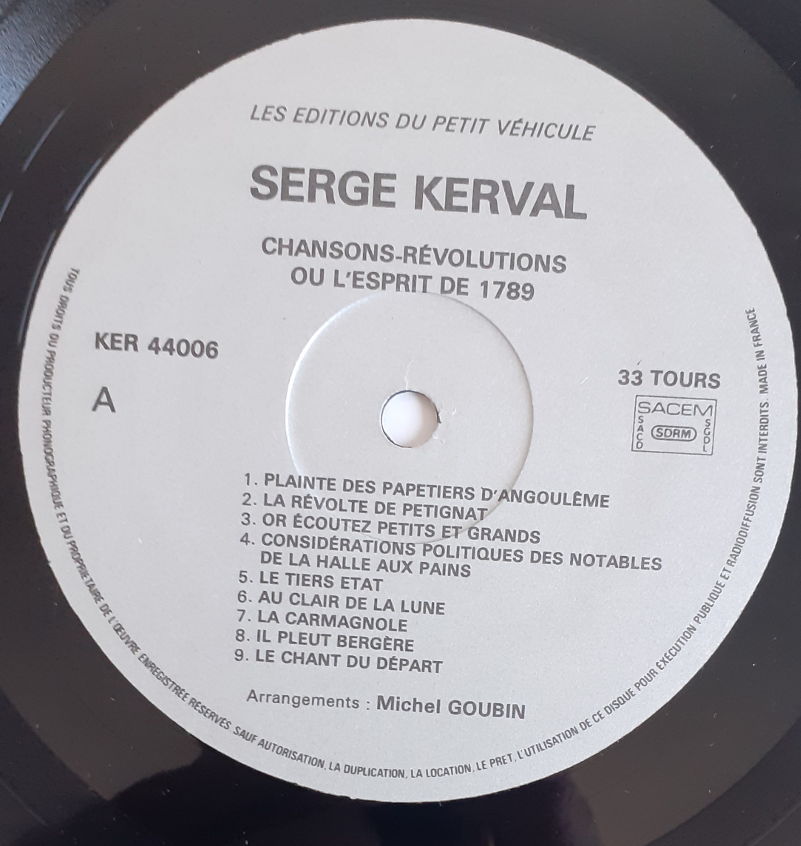 LES EDITIONS DU PETIT VÉHICULE
SERGE KERVAL
CHANSONS-RÉVOLUTIONS
OU L'ESPRIT DE 1789
KER 44006
A
33 TOURS
SACEM
SACD
SDRM
SGDL
1. PLAINTE DES PAPETIERS D'ANGOULÊME
2. LA RÉVOLTE DE PETIGNAT
3. OR ÉCOUTEZ PETITS ET GRANDS
4. CONSIDÉRATIONS POLITIQUES DES NOTABLES
DE LA HALLE AUX PAINS
5. LE TIERS ETAT
6. AU CLAIR DE LA LUNE
7. LA CARMAGNOLE
8. IL PLEUT BERGÈRE
9. LE CHANT DU DÉPART
Arrangements : Michel GOUBIN
TOUS DROITS DU PRODUCTEUR PHONOGRAPHIQUE ET DU PROPRIETAIRE DE L'ŒUVRE ENREGISTRÉE RESERVES SAUF AUTORISATION, LA DUPLICATION, LA LOCATION, LE PRET, L'UTILISATION DE CE DISQUE POUR EXECUTION PUBLIQUE ET RADIODIFFUSION SONT INTERDITS. MADE IN FRANCE